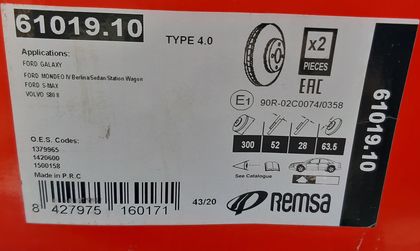 61019.10
TYPE 4.0
x2
PIECES
Applications:
FORD GALAXY
FORD MONDEO IV Berlina/Sedan/Station Wagon
FORD S-MAX
VOLVO S80 II
EAC
E1 90R-02C0074/0358
300 52 28 63.5
61019.10
O.E.S. Codes:
1379965
1420600
1500158
Made in P.R.C
See Catalogue
8 427975 160171
43/20
REMSA